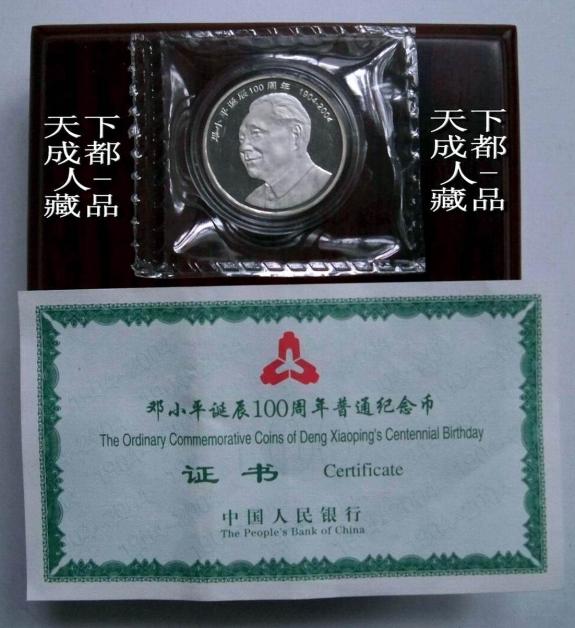 邓小平诞辰100周年 1904-2004
天下
成都
人一
藏品
天下
成都
人一
藏品
邓小平诞辰100周年普通纪念币
The Ordinary Commemorative Coins of Deng Xiaoping's Centennial Birthday
证书 Certificate
中国人民银行
The People's Bank of China